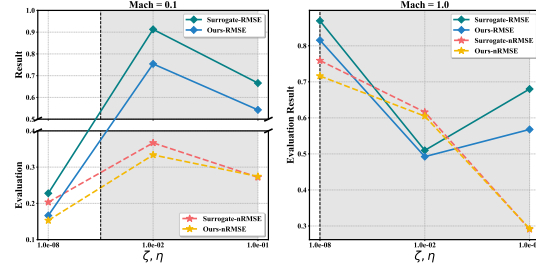 Mach = 0.1
Result
Evaluation
1.0
0.9
0.8
0.7
0.6
0.5
0.4
0.3
0.2
0.1
Surrogate-RMSE
Ours-RMSE
Surrogate-nRMSE
Ours-nRMSE
1.0e-08
1.0e-02
1.0e-01
ζ, η
Mach = 1.0
Evaluation Result
0.8
0.7
0.6
0.5
0.4
0.3
Surrogate-RMSE
Ours-RMSE
Surrogate-nRMSE
Ours-nRMSE
1.0e-08
1.0e-02
ζ, η